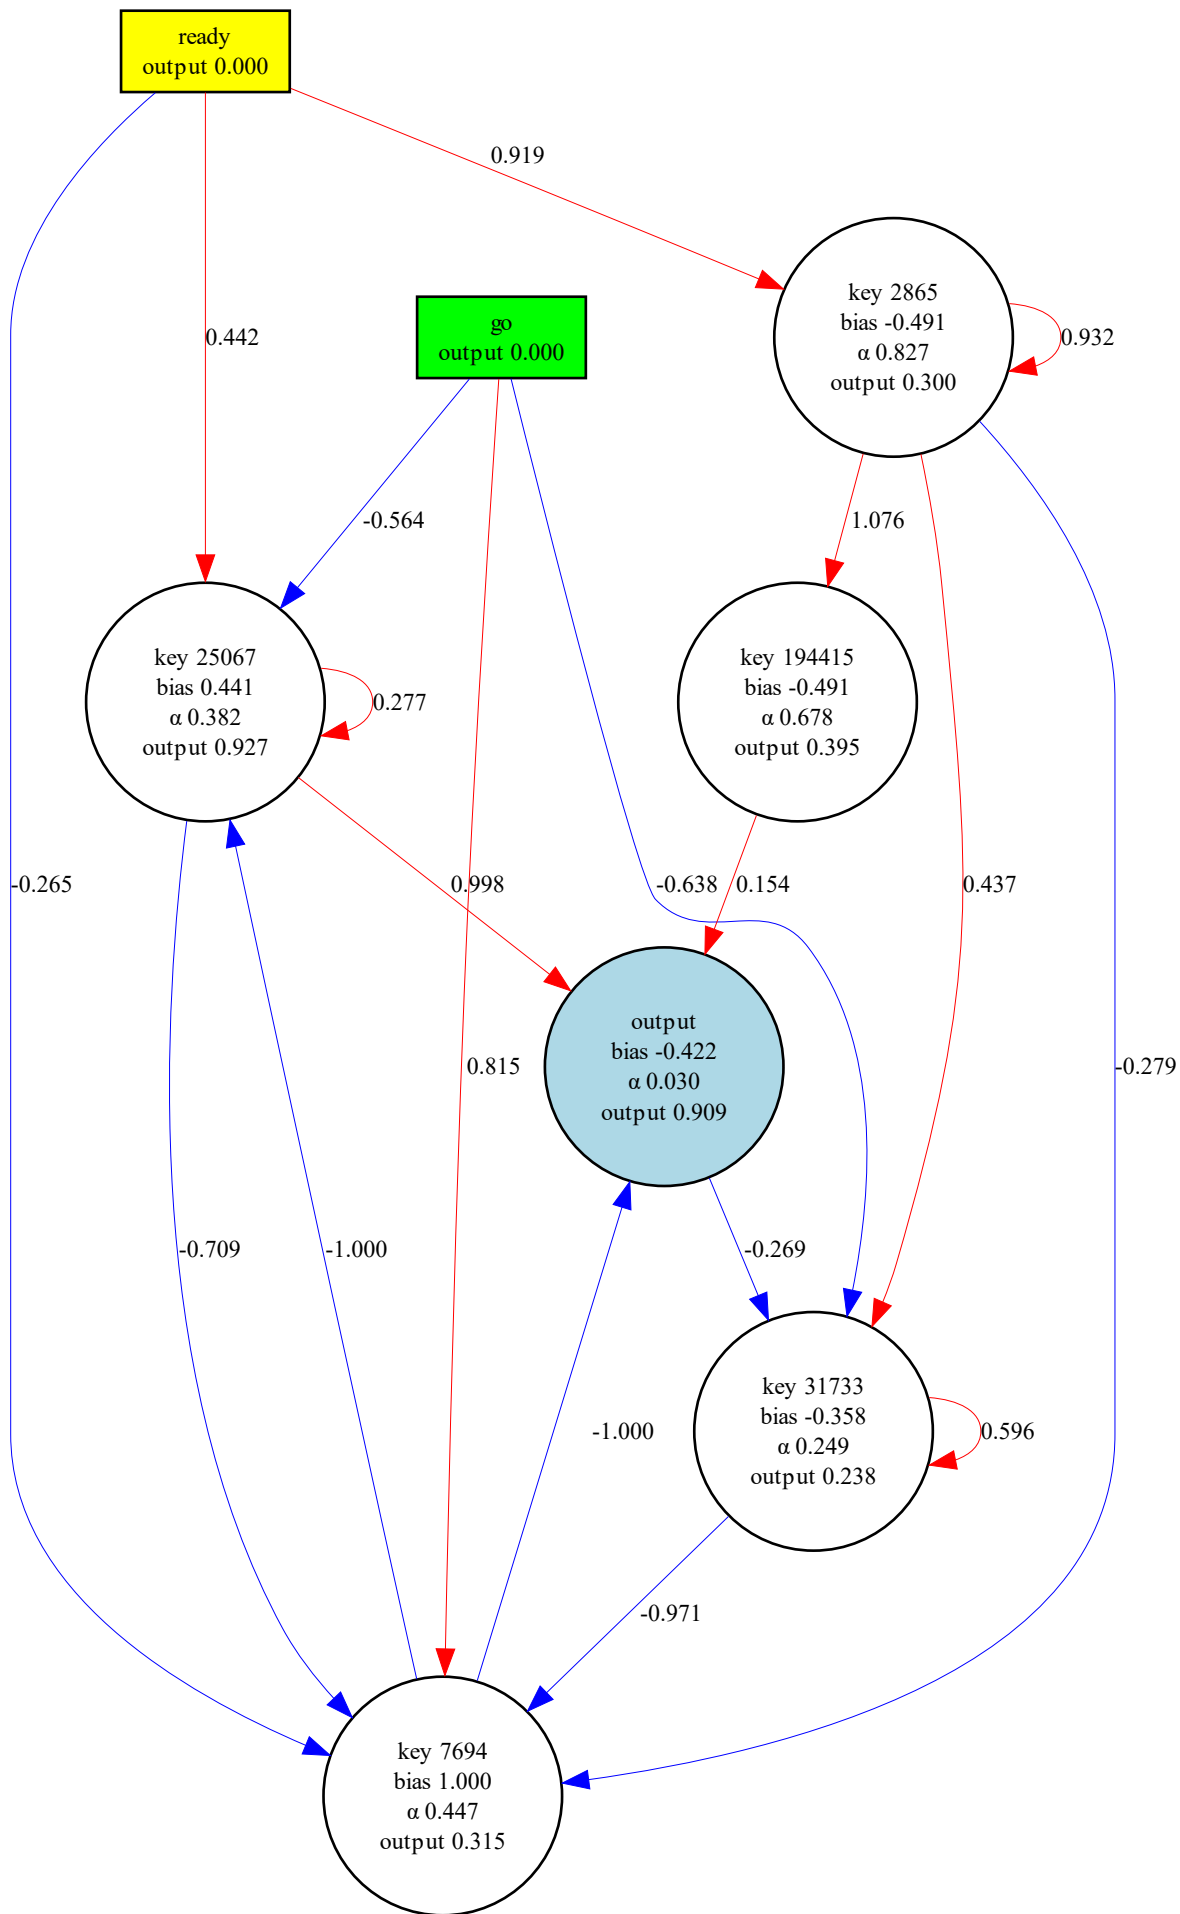 ready
output 0.000
0.919
key 2865
bias -0.491
α 0.827
output 0.300
0.932
go
output 0.000
0.442
-0.564
1.076
key 25067
bias 0.441
α 0.382
output 0.927
0.277
key 194415
bias -0.491
α 0.678
output 0.395
-0.265
0.998
-0.638
0.154
0.437
output
bias -0.422
α 0.030
output 0.909
0.815
-0.279
-0.709
-1.000
-0.269
key 31733
bias -0.358
α 0.249
output 0.238
-1.000
0.596
-0.971
key 7694
bias 1.000
α 0.447
output 0.315